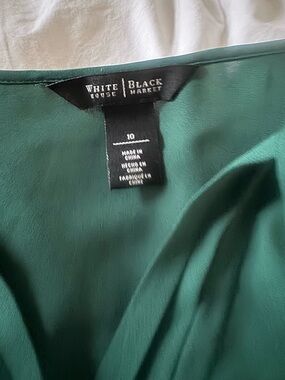 WHITE | BLACK
HOUSE | MARKET
10
MADE IN
CHINA
HECHO EN
CHINA
FABRIQUÉ EN
CHINE